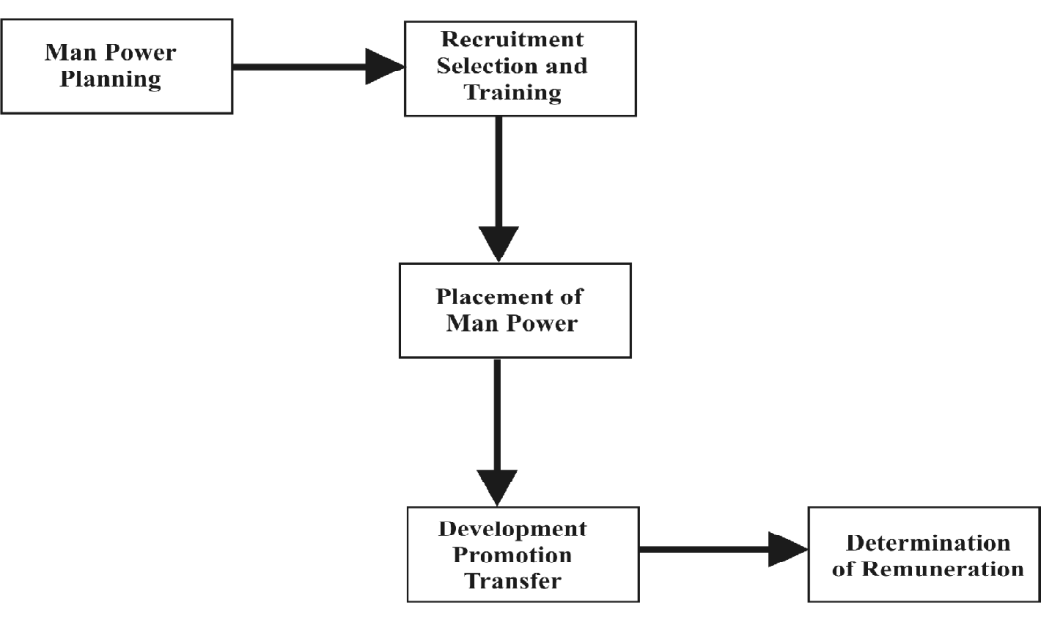 Man Power
Planning
Recruitment
Selection and
Training
Placement of
Man Power
Development
Promotion
Transfer
Determination
of Remuneration